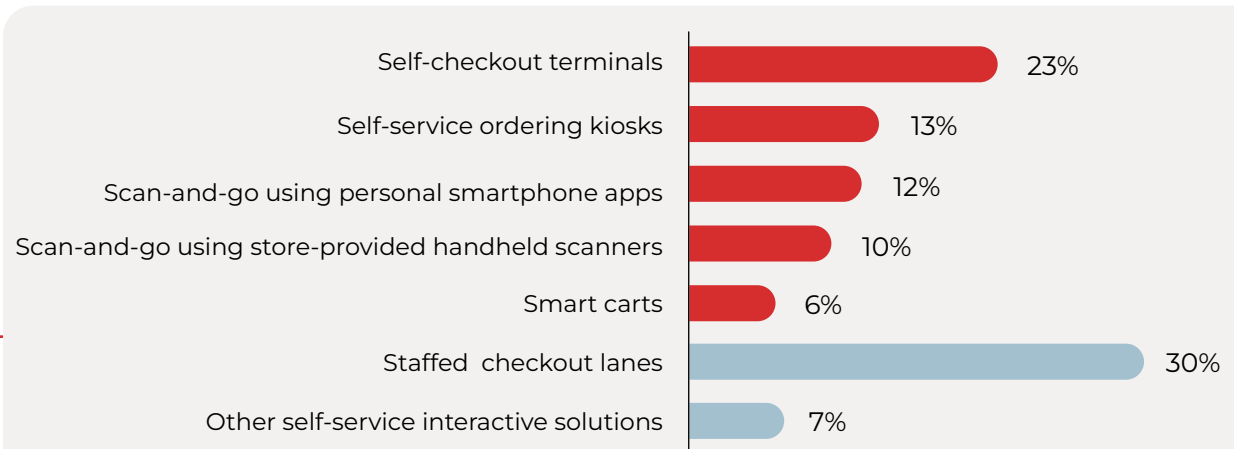 Self-checkout terminals 23%
Self-service ordering kiosks 13%
Scan-and-go using personal smartphone apps 12%
Scan-and-go using store-provided handheld scanners 10%
Smart carts 6%
Staffed checkout lanes 30%
Other self-service interactive solutions 7%